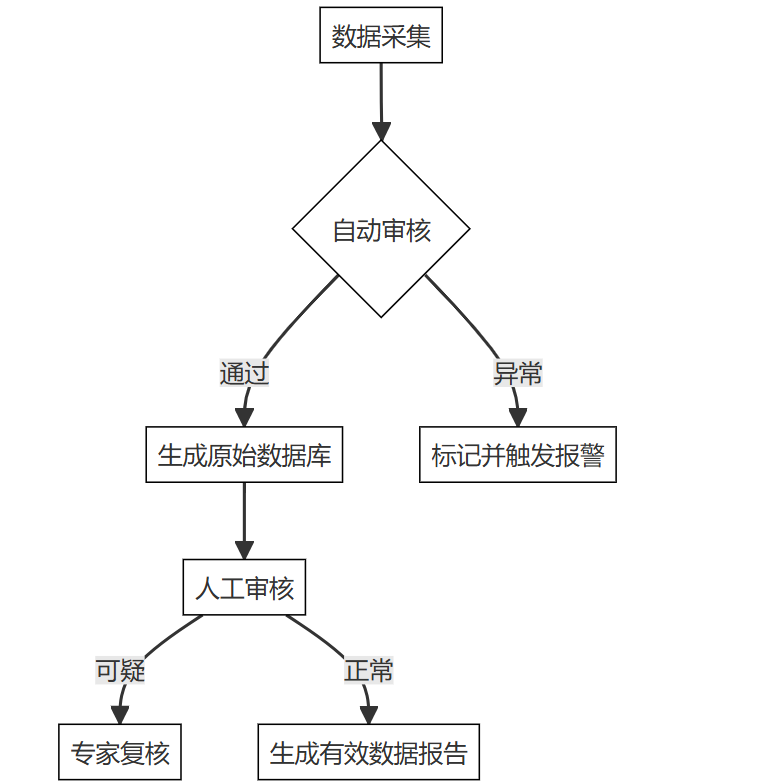 数据采集
自动审核
通过
异常
生成原始数据库
标记并触发报警
人工审核
可疑
正常
专家复核
生成有效数据报告